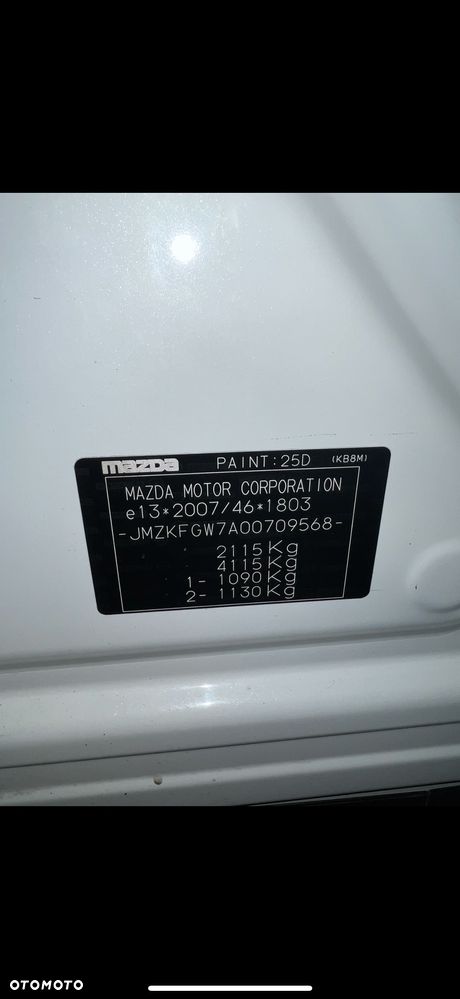 mazda PAINT:25D (KB8M)
MAZDA MOTOR CORPORATION
e13*2007/46*1803
-JMZKFGW7A00709568-
2115Kg
4115Kg
1- 1090Kg
2- 1130Kg
OTOMOTO